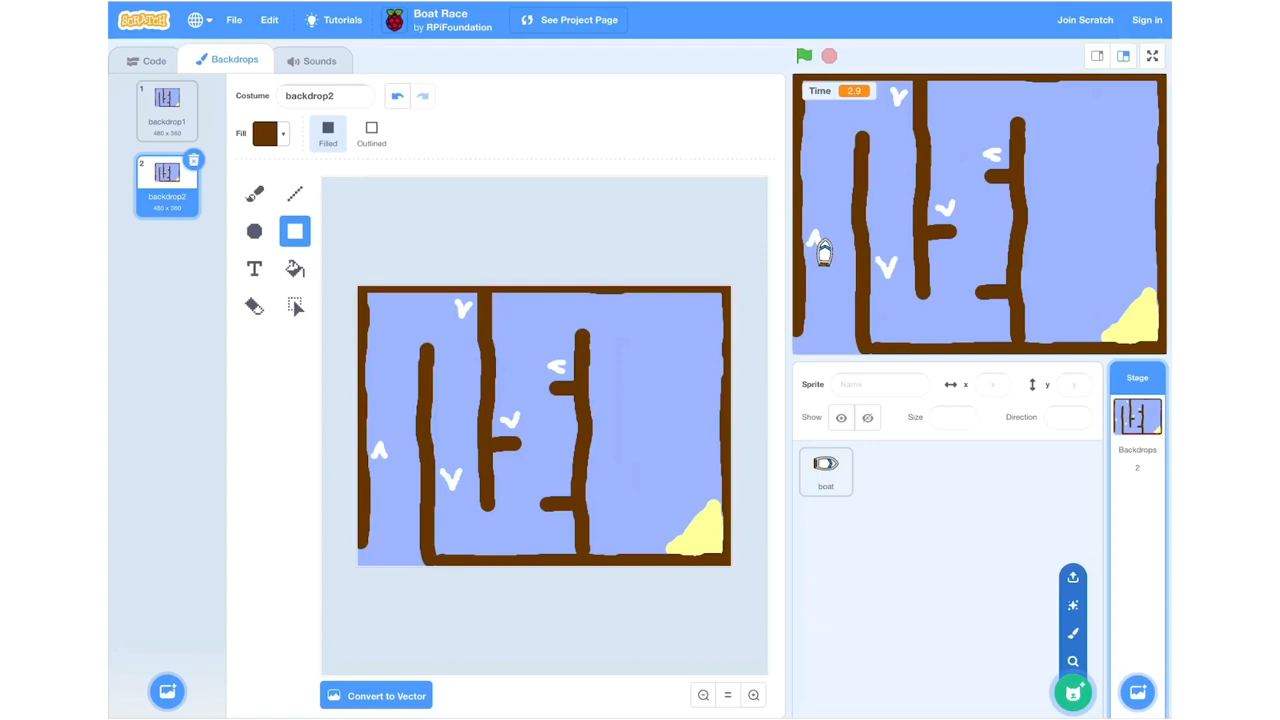 SCRATCH
File
Edit
Tutorials
Boat Race
by RPiFoundation
See Project Page
Join Scratch
Sign in
Code
Backdrops
Sounds
1
backdrop1
480 x 360
2
backdrop2
480 x 360
Costume
backdrop2
Fill
Filled
Outlined
T
Convert to Vector
Time
2.9
Sprite
Name
x
x
y
y
Show
Size
Direction
boat
Stage
Backdrops
2